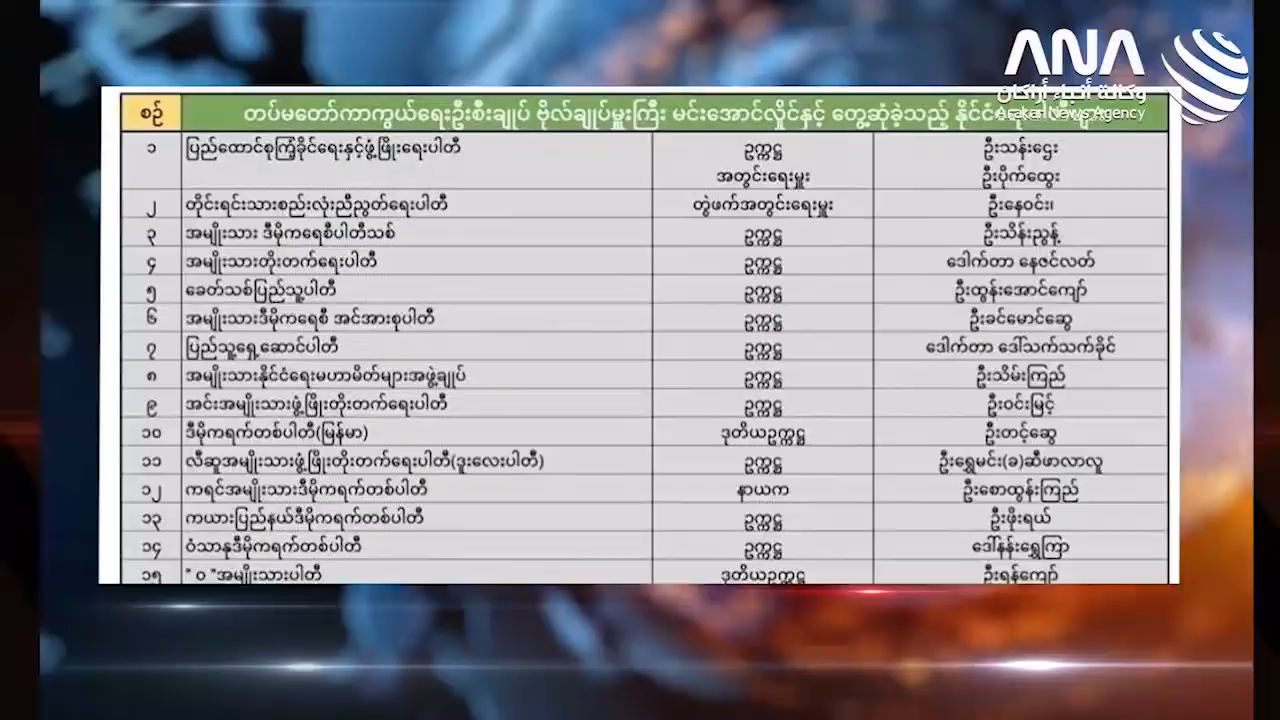 ANA
وكالة أنباء أراكان
Arakan News Agency
စဉ် တပ်မတော်ကာကွယ်ရေးဦးစီးချုပ် ဗိုလ်ချုပ်မှူးကြီး မင်းအောင်လှိုင်နှင့် တွေ့ဆုံခဲ့သည့်
၁ ပြည်ထောင်စုကြံ့ခိုင်ရေးနှင့်ဖွံ့ဖြိုးရေးပါတီ ဥက္ကဋ္ဌ ဦးသန်းဌေး
အတွင်းရေးမှူး ဦးပိုက်ထွေး
၂ တိုင်းရင်းသားစည်းလုံးညီညွတ်ရေးပါတီ တွဲဖက်အတွင်းရေးမှူး ဦးနေဝင်း၊
၃ အမျိုးသား ဒီမိုကရေစီပါတီသစ် ဥက္ကဋ္ဌ ဦးသိန်းညွန့်
၄ အမျိုးသားတိုးတက်ရေးပါတီ ဥက္ကဋ္ဌ ဒေါက်တာ နေဇင်လတ်
၅ ခေတ်သစ်ပြည်သူ့ပါတီ ဥက္ကဋ္ဌ ဦးထွန်းအောင်ကျော်
၆ အမျိုးသားဒီမိုကရေစီ အင်အားစုပါတီ ဥက္ကဋ္ဌ ဦးခင်မောင်ဆွေ
၇ ပြည်သူ့ရှေ့ဆောင်ပါတီ ဥက္ကဋ္ဌ ဒေါက်တာ ဒေါ်သက်သက်ခိုင်
၈ အမျိုးသားနိုင်ငံရေးမဟာမိတ်များအဖွဲ့ချုပ် ဥက္ကဋ္ဌ ဦးသိမ်းကြည်
၉ အင်းအမျိုးသားဖွံ့ဖြိုးတိုးတက်ရေးပါတီ ဥက္ကဋ္ဌ ဦးဝင်းမြင့်
၁၀ ဒီမိုကရက်တစ်ပါတီ(မြန်မာ) ဒုတိယဥက္ကဋ္ဌ ဦးတင့်ဆွေ
၁၁ လီဆူအမျိုးသားဖွံ့ဖြိုးတိုးတက်ရေးပါတီ(ဒူးလေးပါတီ) ဥက္ကဋ္ဌ ဦးရွှေမင်း(ခ)ဆီဖာလာလူ
၁၂ ကရင်အမျိုးသားဒီမိုကရက်တစ်ပါတီ နာယက ဦးစောထွန်းကြည်
၁၃ ကယားပြည်နယ်ဒီမိုကရက်တစ်ပါတီ ဥက္ကဋ္ဌ ဦးဖိုးရယ်
၁၄ ဝံသာနုဒီမိုကရက်တစ်ပါတီ ဥက္ကဋ္ဌ ဒေါ်နန်းရွှေကြာ
၁၅ " ဝ "အမျိုးသားပါတီ ဒုတိယဥက္ကဋ္ဌ ဦးရန်ကျော်